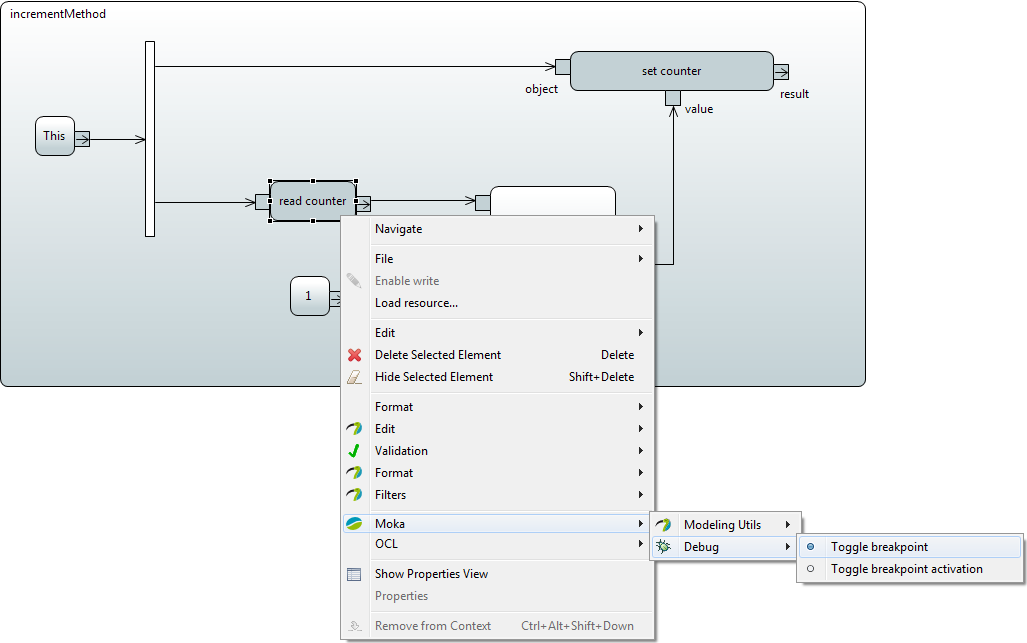 incrementMethod
set counter
object
result
value
This
read counter
1
Navigate
File
Enable write
Load resource...
Edit
Delete Selected Element Delete
Hide Selected Element Shift+Delete
Format
Edit
Validation
Format
Filters
Moka
OCL
Show Properties View
Properties
Remove from Context Ctrl+Alt+Shift+Down
Modeling Utils
Debug
Toggle breakpoint
Toggle breakpoint activation